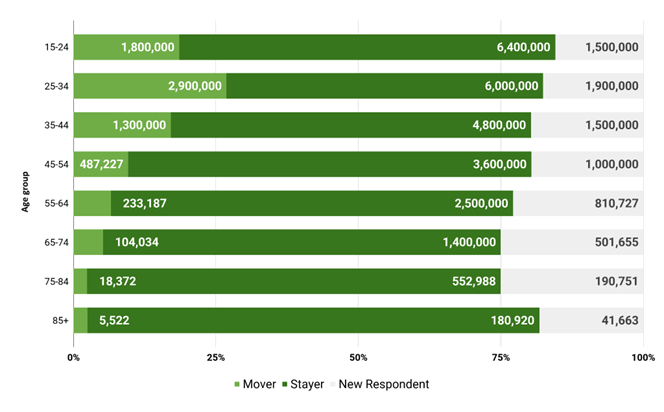 15-24 1,800,000 6,400,000 1,500,000
25-34 2,900,000 6,000,000 1,900,000
35-44 1,300,000 4,800,000 1,500,000
45-54 487,227 3,600,000 1,000,000
55-64 233,187 2,500,000 810,727
65-74 104,034 1,400,000 501,655
75-84 18,372 552,988 190,751
85+ 5,522 180,920 41,663
Age group
0% 25% 50% 75% 100%
Mover Stayer New Respondent